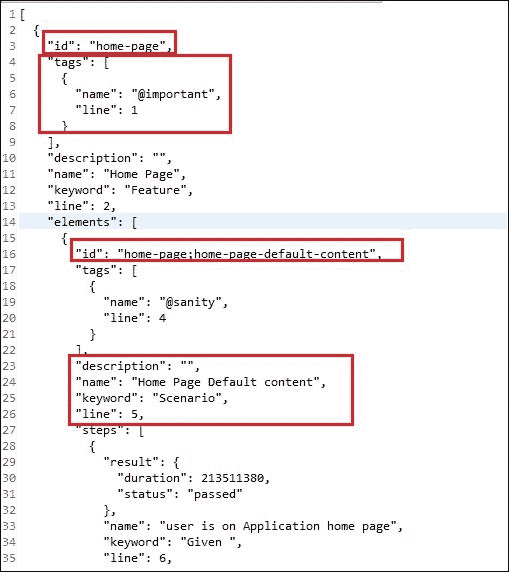 1 [
2   {
3     "id": "home-page",
4     "tags": [
5       {
6         "name": "@important",
7         "line": 1
8       }
9     ],
10     "description": "",
11     "name": "Home Page",
12     "keyword": "Feature",
13     "line": 2,
14     "elements": [
15       {
16         "id": "home-page;home-page-default-content",
17         "tags": [
18           {
19             "name": "@sanity",
20             "line": 4
21           }
22         ],
23         "description": "",
24         "name": "Home Page Default content",
25         "keyword": "Scenario",
26         "line": 5,
27         "steps": [
28           {
29             "result": {
30               "duration": 213511380,
31               "status": "passed"
32             },
33             "name": "user is on Application home page",
34             "keyword": "Given ",
35             "line": 6,